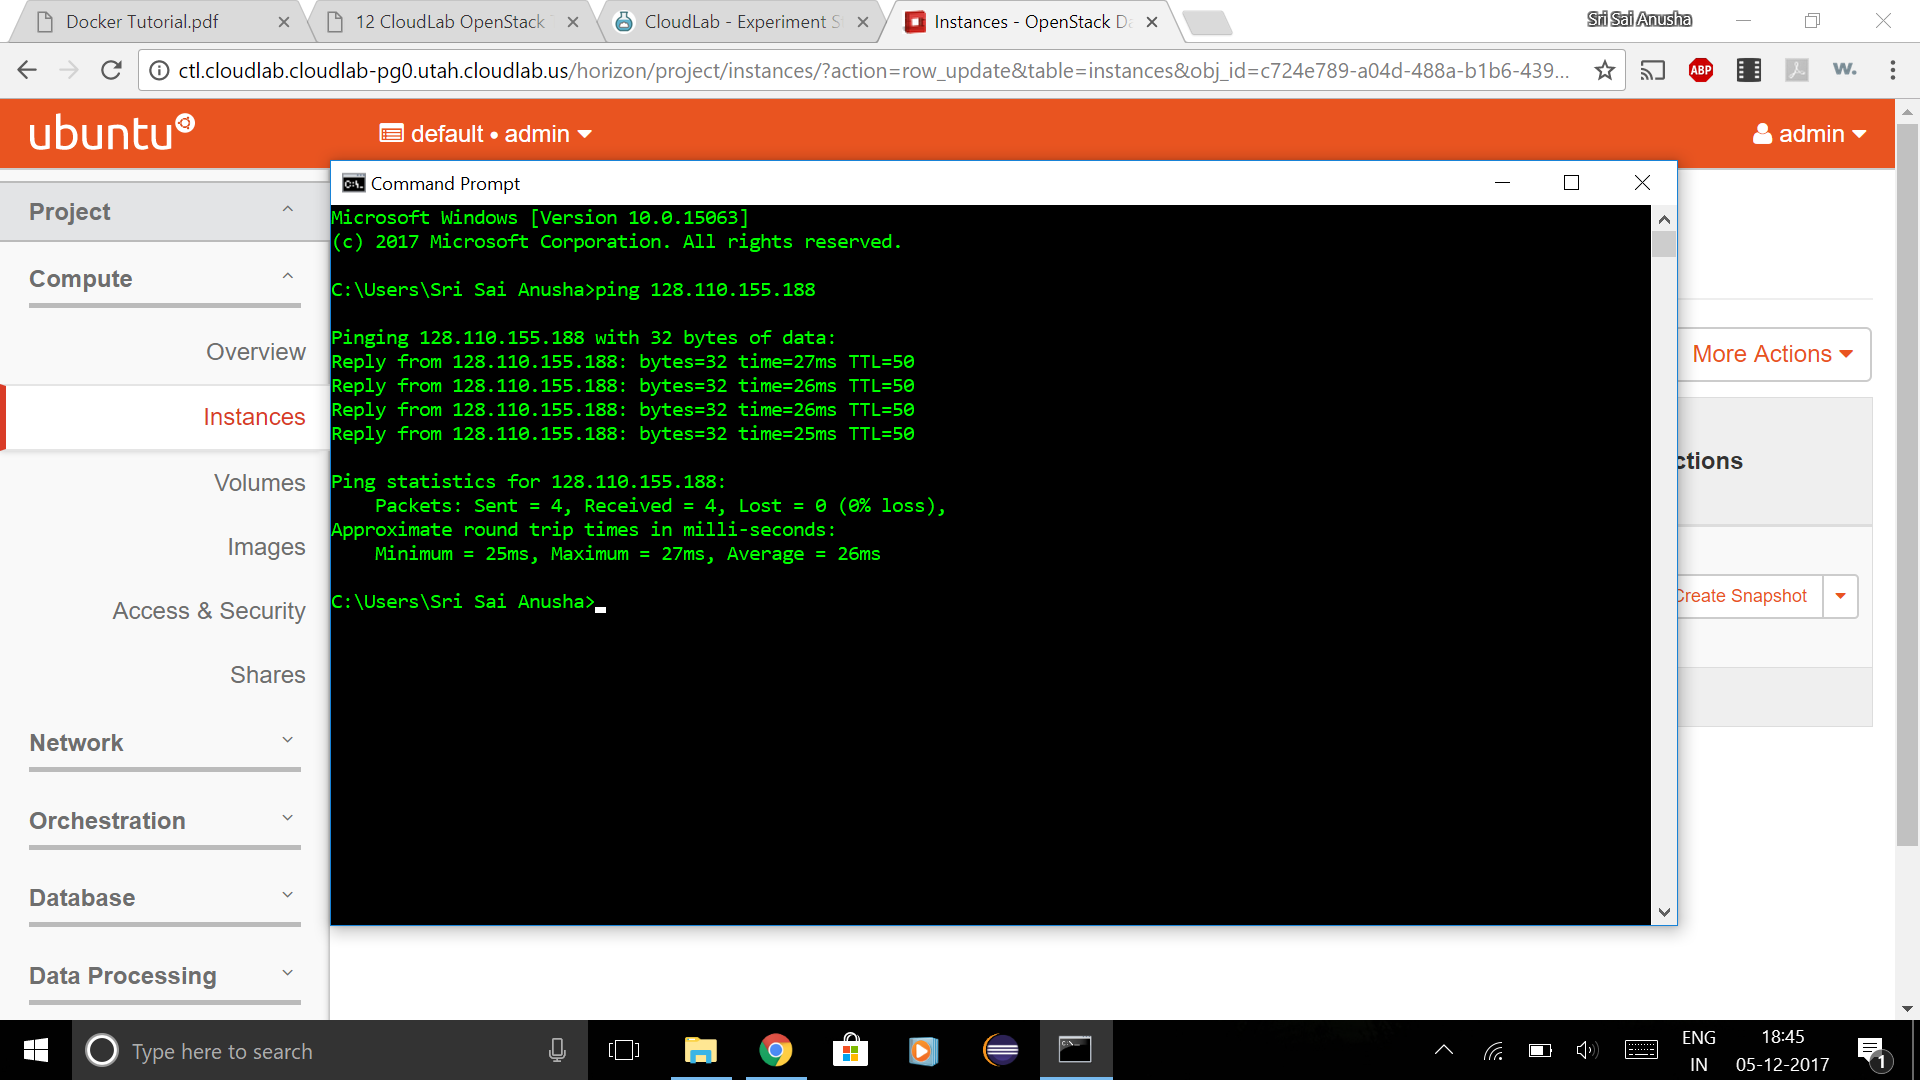 Docker Tutorial.pdf
12 CloudLab OpenStack
CloudLab - Experiment S
Instances - OpenStack Da
Sri Sai Anusha
ctl.cloudlab.cloudlab-pg0.utah.cloudlab.us/horizon/project/instances/?action=row_update&table=instances&obj_id=c724e789-a04d-488a-b1b6-439...
ABP
w.
ubuntu
default • admin
admin
Project
Compute
Overview
Instances
Volumes
Images
Access & Security
Shares
Network
Orchestration
Database
Data Processing
Command Prompt
Microsoft Windows [Version 10.0.15063]
(c) 2017 Microsoft Corporation. All rights reserved.
C:\Users\Sri Sai Anusha>ping 128.110.155.188
Pinging 128.110.155.188 with 32 bytes of data:
Reply from 128.110.155.188: bytes=32 time=27ms TTL=50
Reply from 128.110.155.188: bytes=32 time=26ms TTL=50
Reply from 128.110.155.188: bytes=32 time=26ms TTL=50
Reply from 128.110.155.188: bytes=32 time=25ms TTL=50
Ping statistics for 128.110.155.188:
Packets: Sent = 4, Received = 4, Lost = 0 (0% loss),
Approximate round trip times in milli-seconds:
Minimum = 25ms, Maximum = 27ms, Average = 26ms
C:\Users\Sri Sai Anusha>
More Actions
ctions
Create Snapshot
Type here to search
ENG
IN
18:45
05-12-2017
1